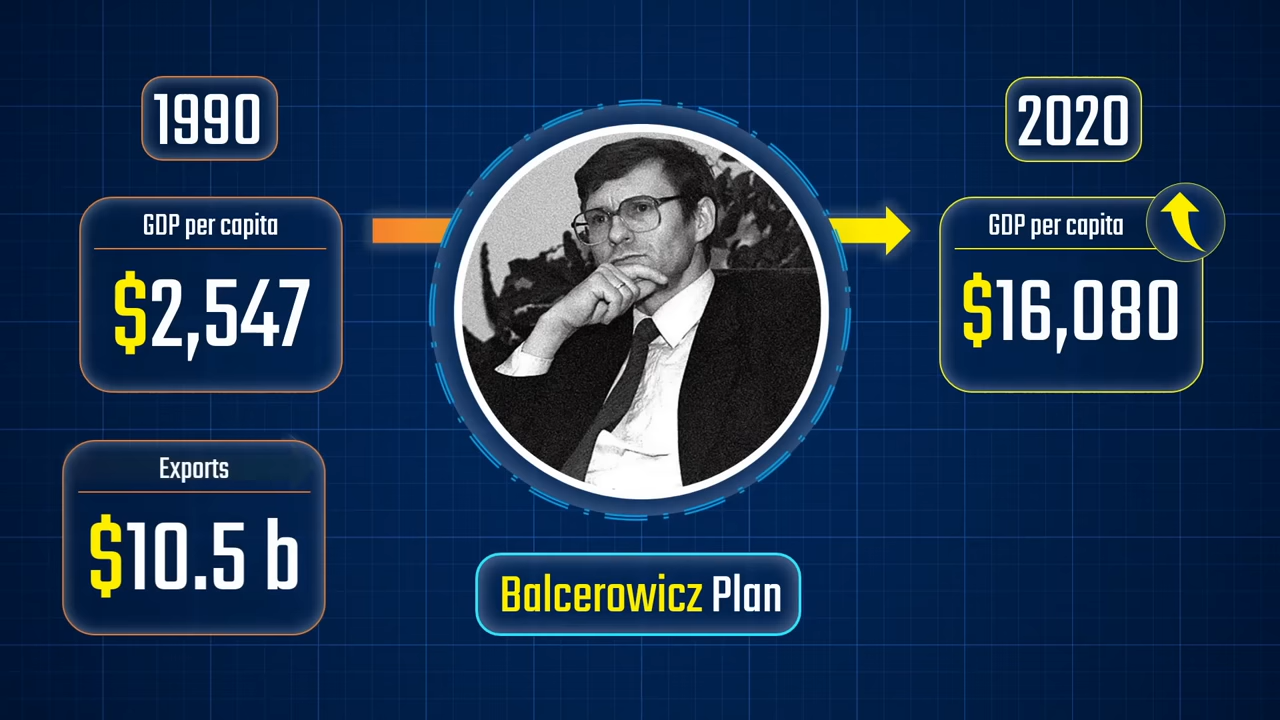 1990
GDP per capita
$2,547
Exports
$10.5 b
Balcerowicz Plan
2020
GDP per capita
$16,080